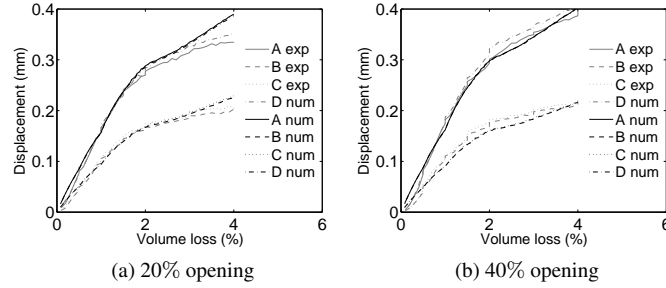 0.4
0.3
0.2
0.1
0
Displacement (mm)
0 2 4 6
Volume loss (%)
A exp
B exp
C exp
D num
A num
B num
C num
D num
(a) 20% opening
0.4
0.3
0.2
0.1
0
Displacement (mm)
0 2 4 6
Volume loss (%)
A exp
B exp
C exp
D num
A num
B num
C num
D num
(b) 40% opening